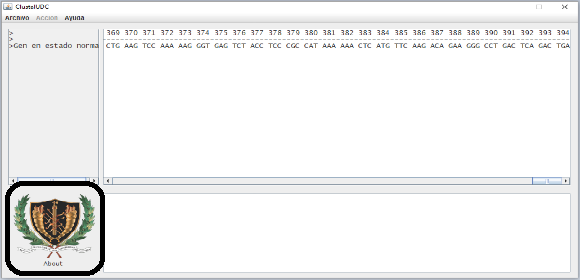 ClustalUDC
Archivo Accion Ayuda
> 369 370 371 372 373 374 375 376 377 378 379 380 381 382 383 384 385 386 387 388 389 390 391 392 393 394
>
>Gen en estado norma CTG AAG TCC AAA AAG GGT GAG TCT ACC TCC CGC CAT AAA AAA CTC ATG TTC AAG ACA GAA GGG CCT GAC TCA GAC TGA
About